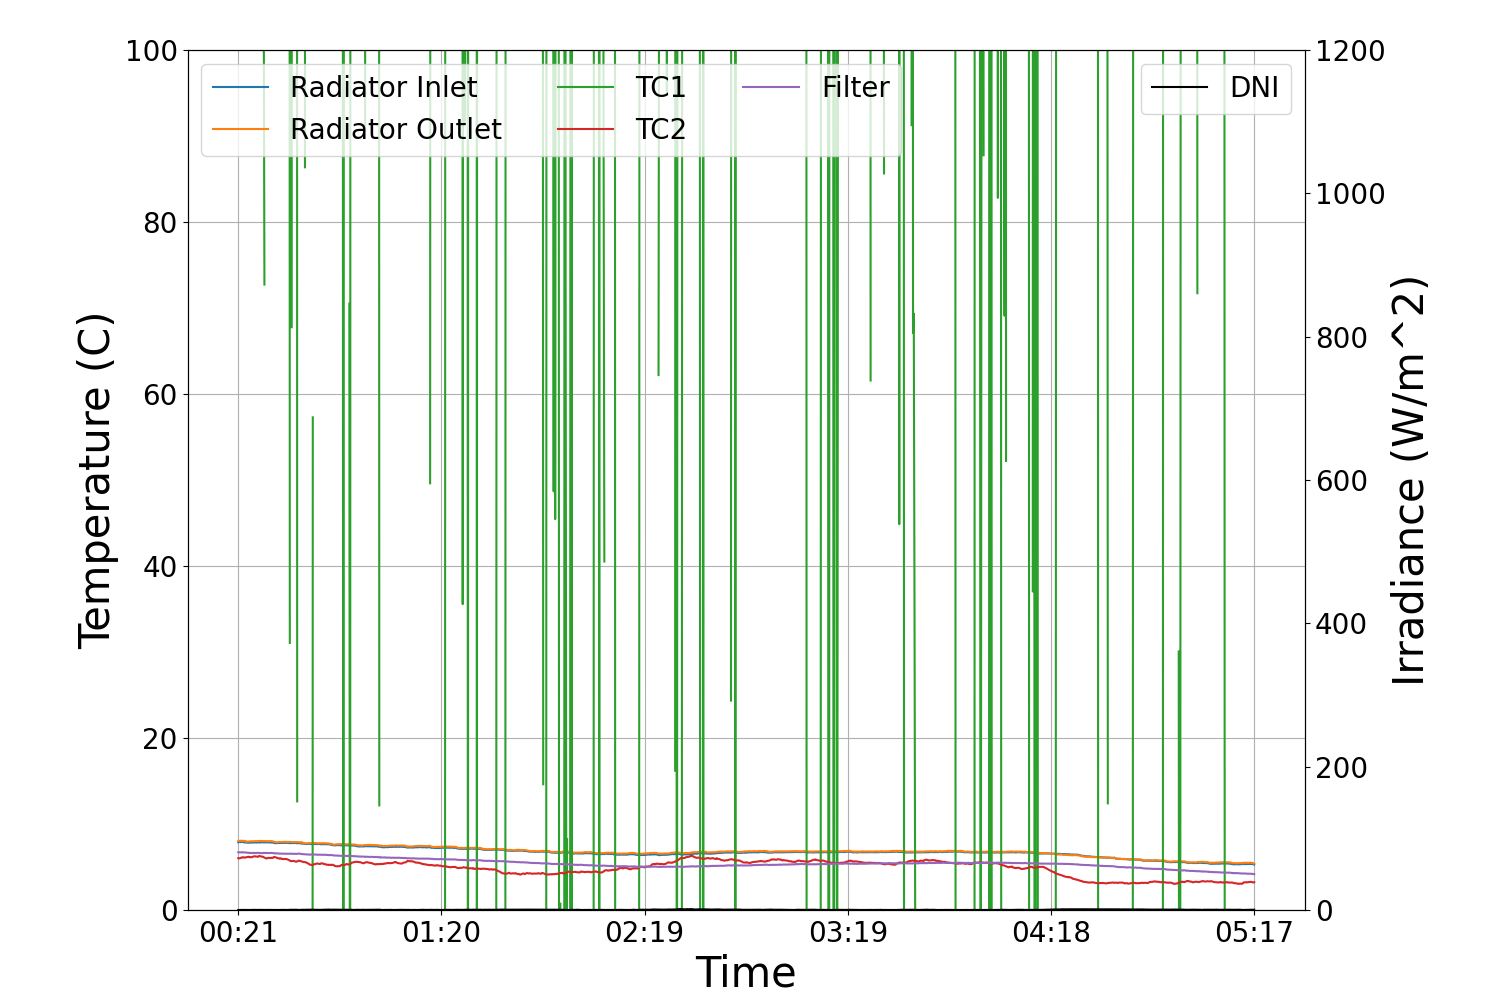 100
80
60
40
20
0
Temperature (C)
Radiator Inlet
Radiator Outlet
TC1
TC2
Filter
DNI
1200
1000
800
600
400
200
0
Irradiance (W/m^2)
00:21 01:20 02:19 03:19 04:18 05:17
Time